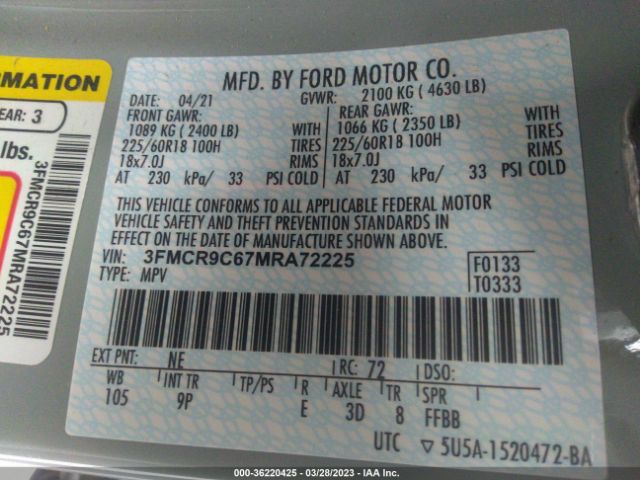 ORMATION
EAR: 3
lbs.
3FMCR9C67MRA72225
MFD. BY FORD MOTOR CO.
DATE: 04/21 GVWR: 2100 KG ( 4630 LB)
FRONT GAWR: REAR GAWR:
1089 KG ( 2400 LB) WITH 1066 KG ( 2350 LB) WITH
225/60R18 100H TIRES 225/60R18 100H TIRES
18x7.0J RIMS 18x7.0J RIMS
AT 230 kPa/ 33 PSI COLD AT 230 kPa/ 33 PSI COLD
THIS VEHICLE CONFORMS TO ALL APPLICABLE FEDERAL MOTOR
VEHICLE SAFETY AND THEFT PREVENTION STANDARDS IN
EFFECT ON THE DATE OF MANUFACTURE SHOWN ABOVE.
VIN: 3FMCR9C67MRA72225 F0133
TYPE: MPV T0333
EXT PNT: NE RC: 72 DSO:
WB INT TR TP/PS R AXLE TR SPR
105 9P E 3D 8 FFBB
UTC ▽ 5U5A-1520472-BA
000-36220425 - 03/28/2023 - IAA Inc.